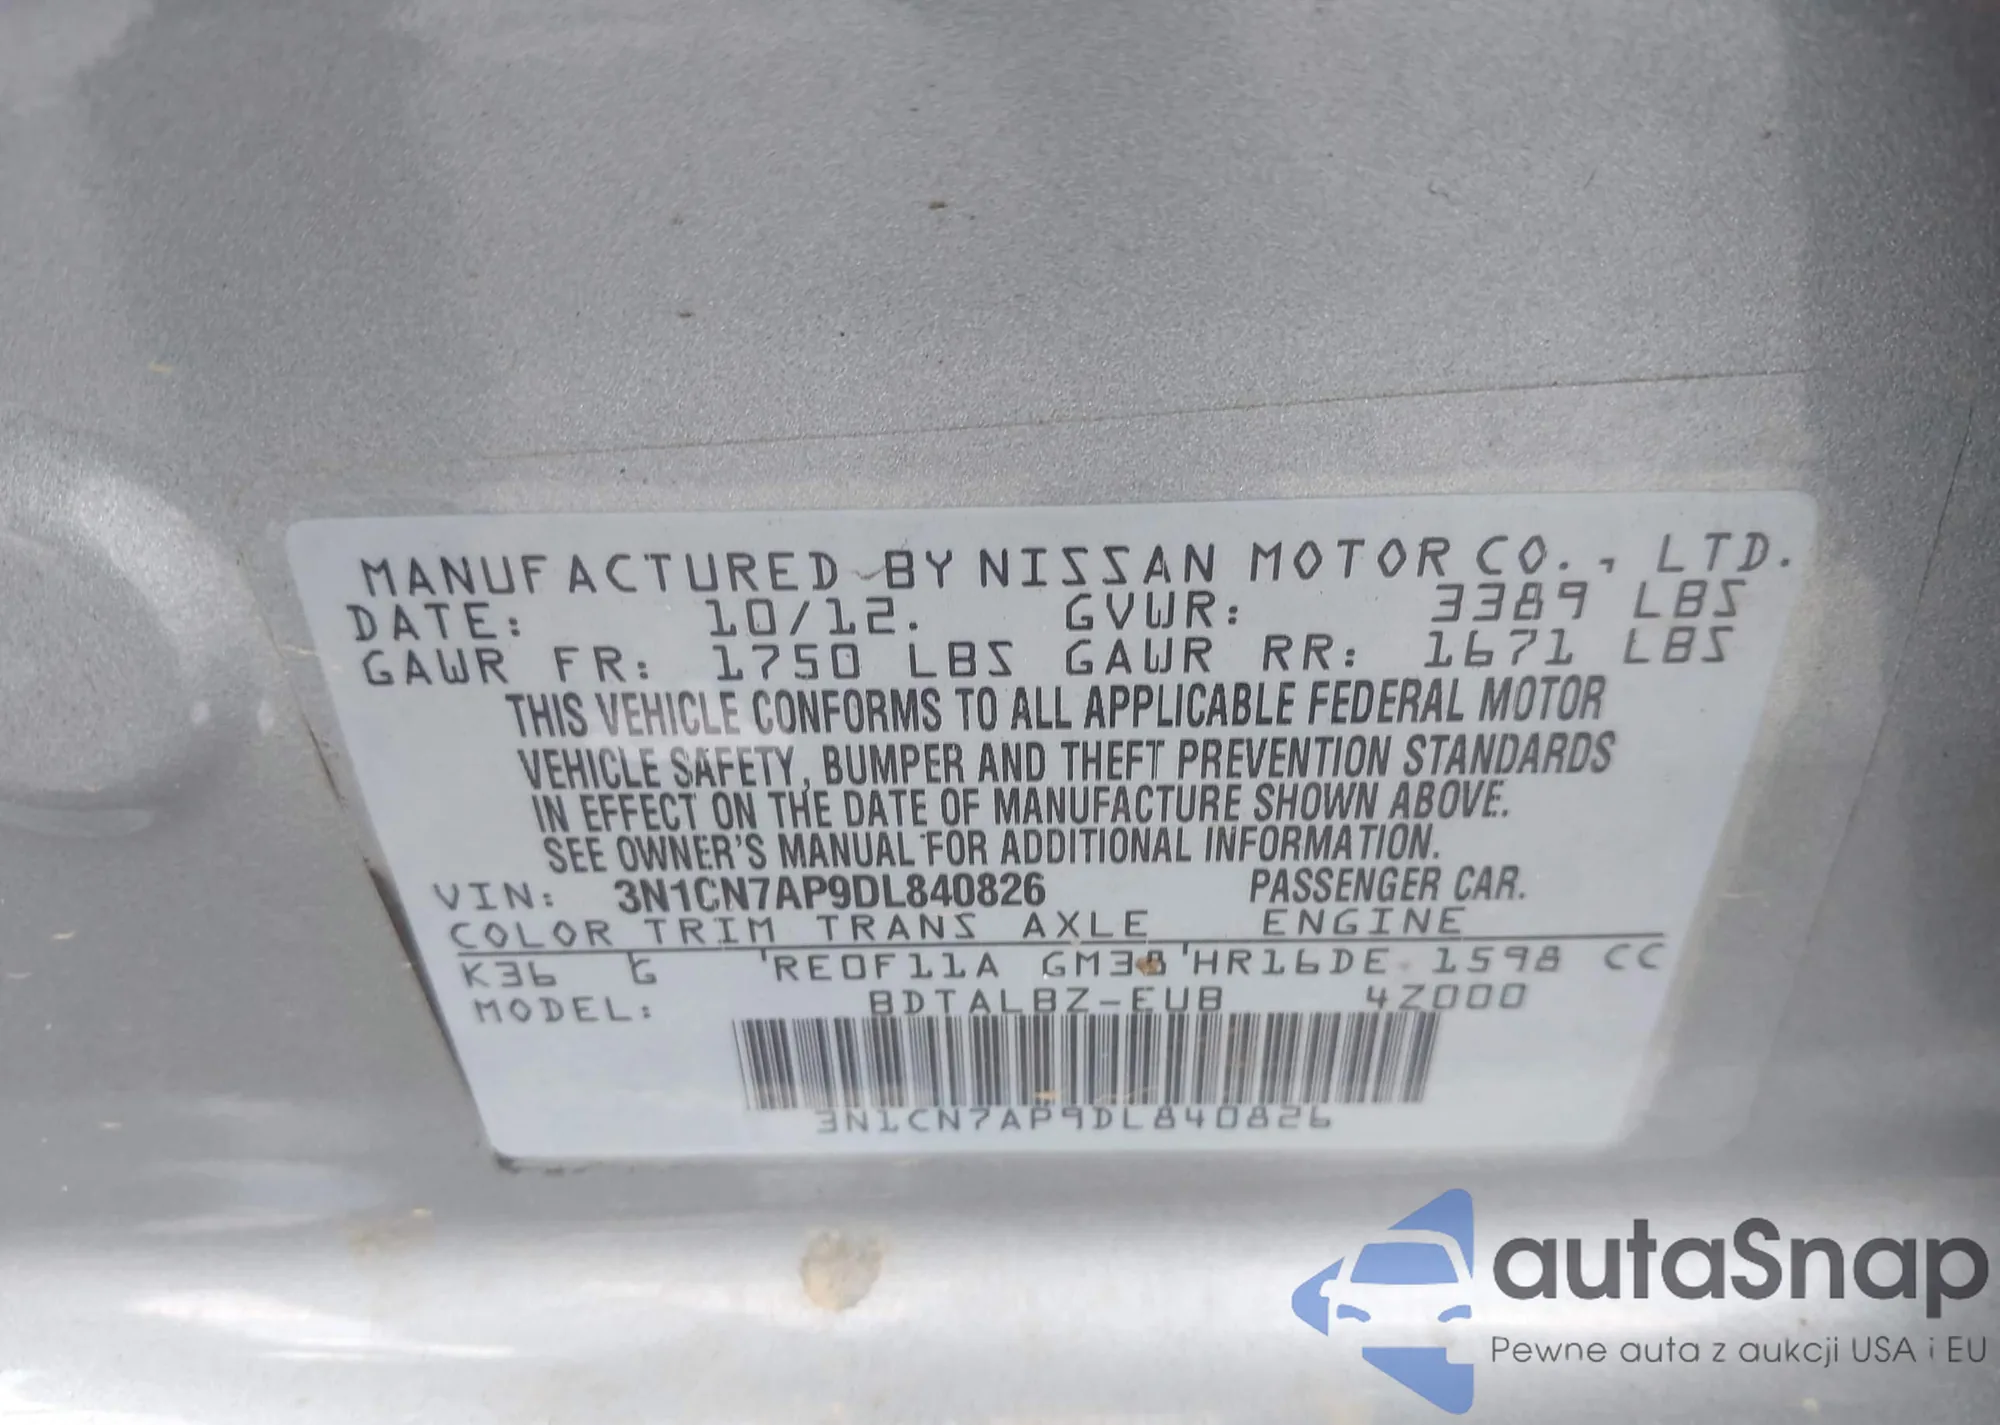 MANUFACTURED BY NISSAN MOTOR CO., LTD.
DATE: 10/12. GVWR: 3389 LBS
GAWR FR: 1750 LBS GAWR RR: 1671 LBS
THIS VEHICLE CONFORMS TO ALL APPLICABLE FEDERAL MOTOR
VEHICLE SAFETY, BUMPER AND THEFT PREVENTION STANDARDS
IN EFFECT ON THE DATE OF MANUFACTURE SHOWN ABOVE.
SEE OWNER'S MANUAL FOR ADDITIONAL INFORMATION.
VIN: 3N1CN7AP9DL840826 PASSENGER CAR.
COLOR TRIM TRANS AXLE ENGINE
K36 G RE0F11A GM38 HR16DE 1598 CC
MODEL: BDTALBZ-EUB 4Z000
3N1CN7AP9DL840826
autaSnap
Pewne auta z aukcji USA i EU